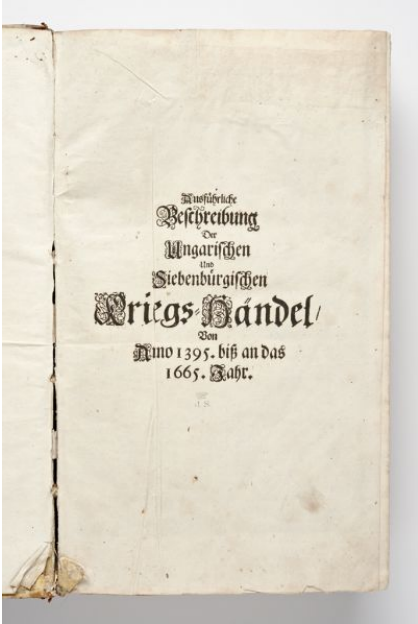 Ausführliche
Beschreibung
Der
Ungarischen
Und
Siebenbürgischen
Kriegs-Händel/
Von
Anno 1395. biß an das
1665. Jahr.